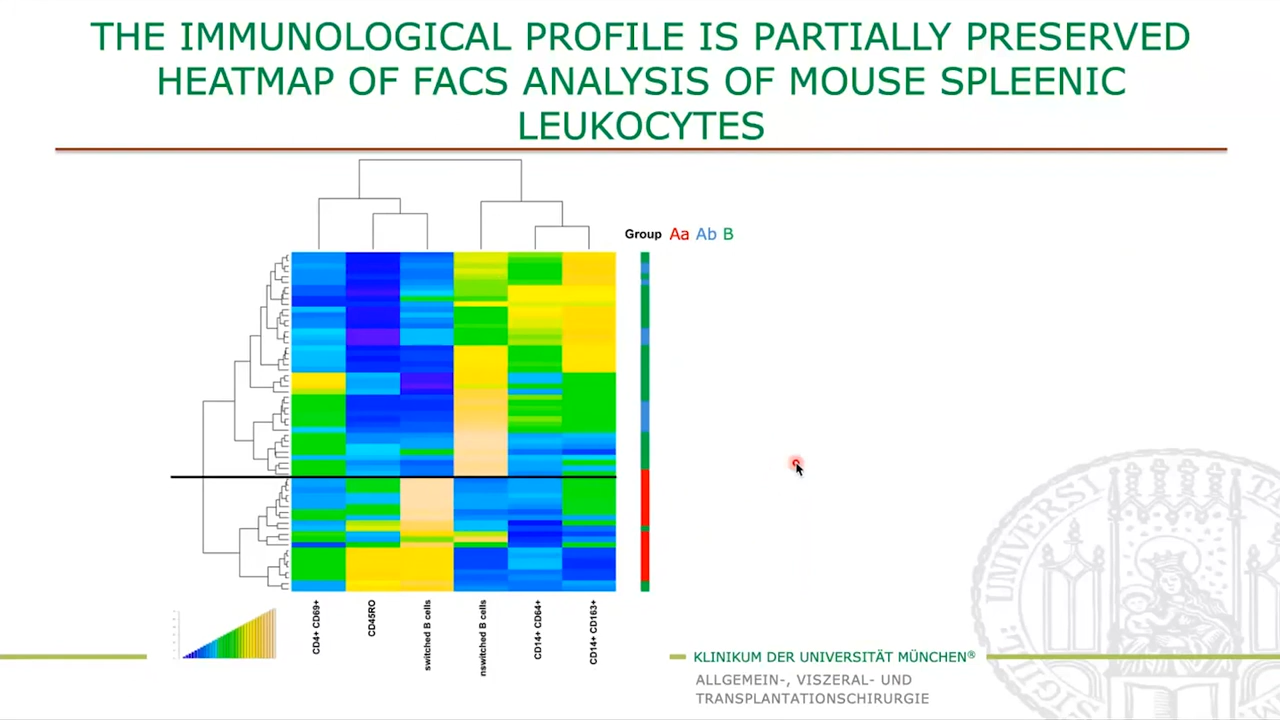 THE IMMUNOLOGICAL PROFILE IS PARTIALLY PRESERVED
HEATMAP OF FACS ANALYSIS OF MOUSE SPLEENIC
LEUKOCYTES
Group Aa Ab B
CD4+ CD69+
CD45RO
switched B cells
nswitched B cells
CD14+ CD64+
CD14+ CD163+
KLINIKUM DER UNIVERSITÄT MÜNCHEN®
ALLGEMEIN-, VISZERAL- UND
TRANSPLANTATIONSCHIRURGIE